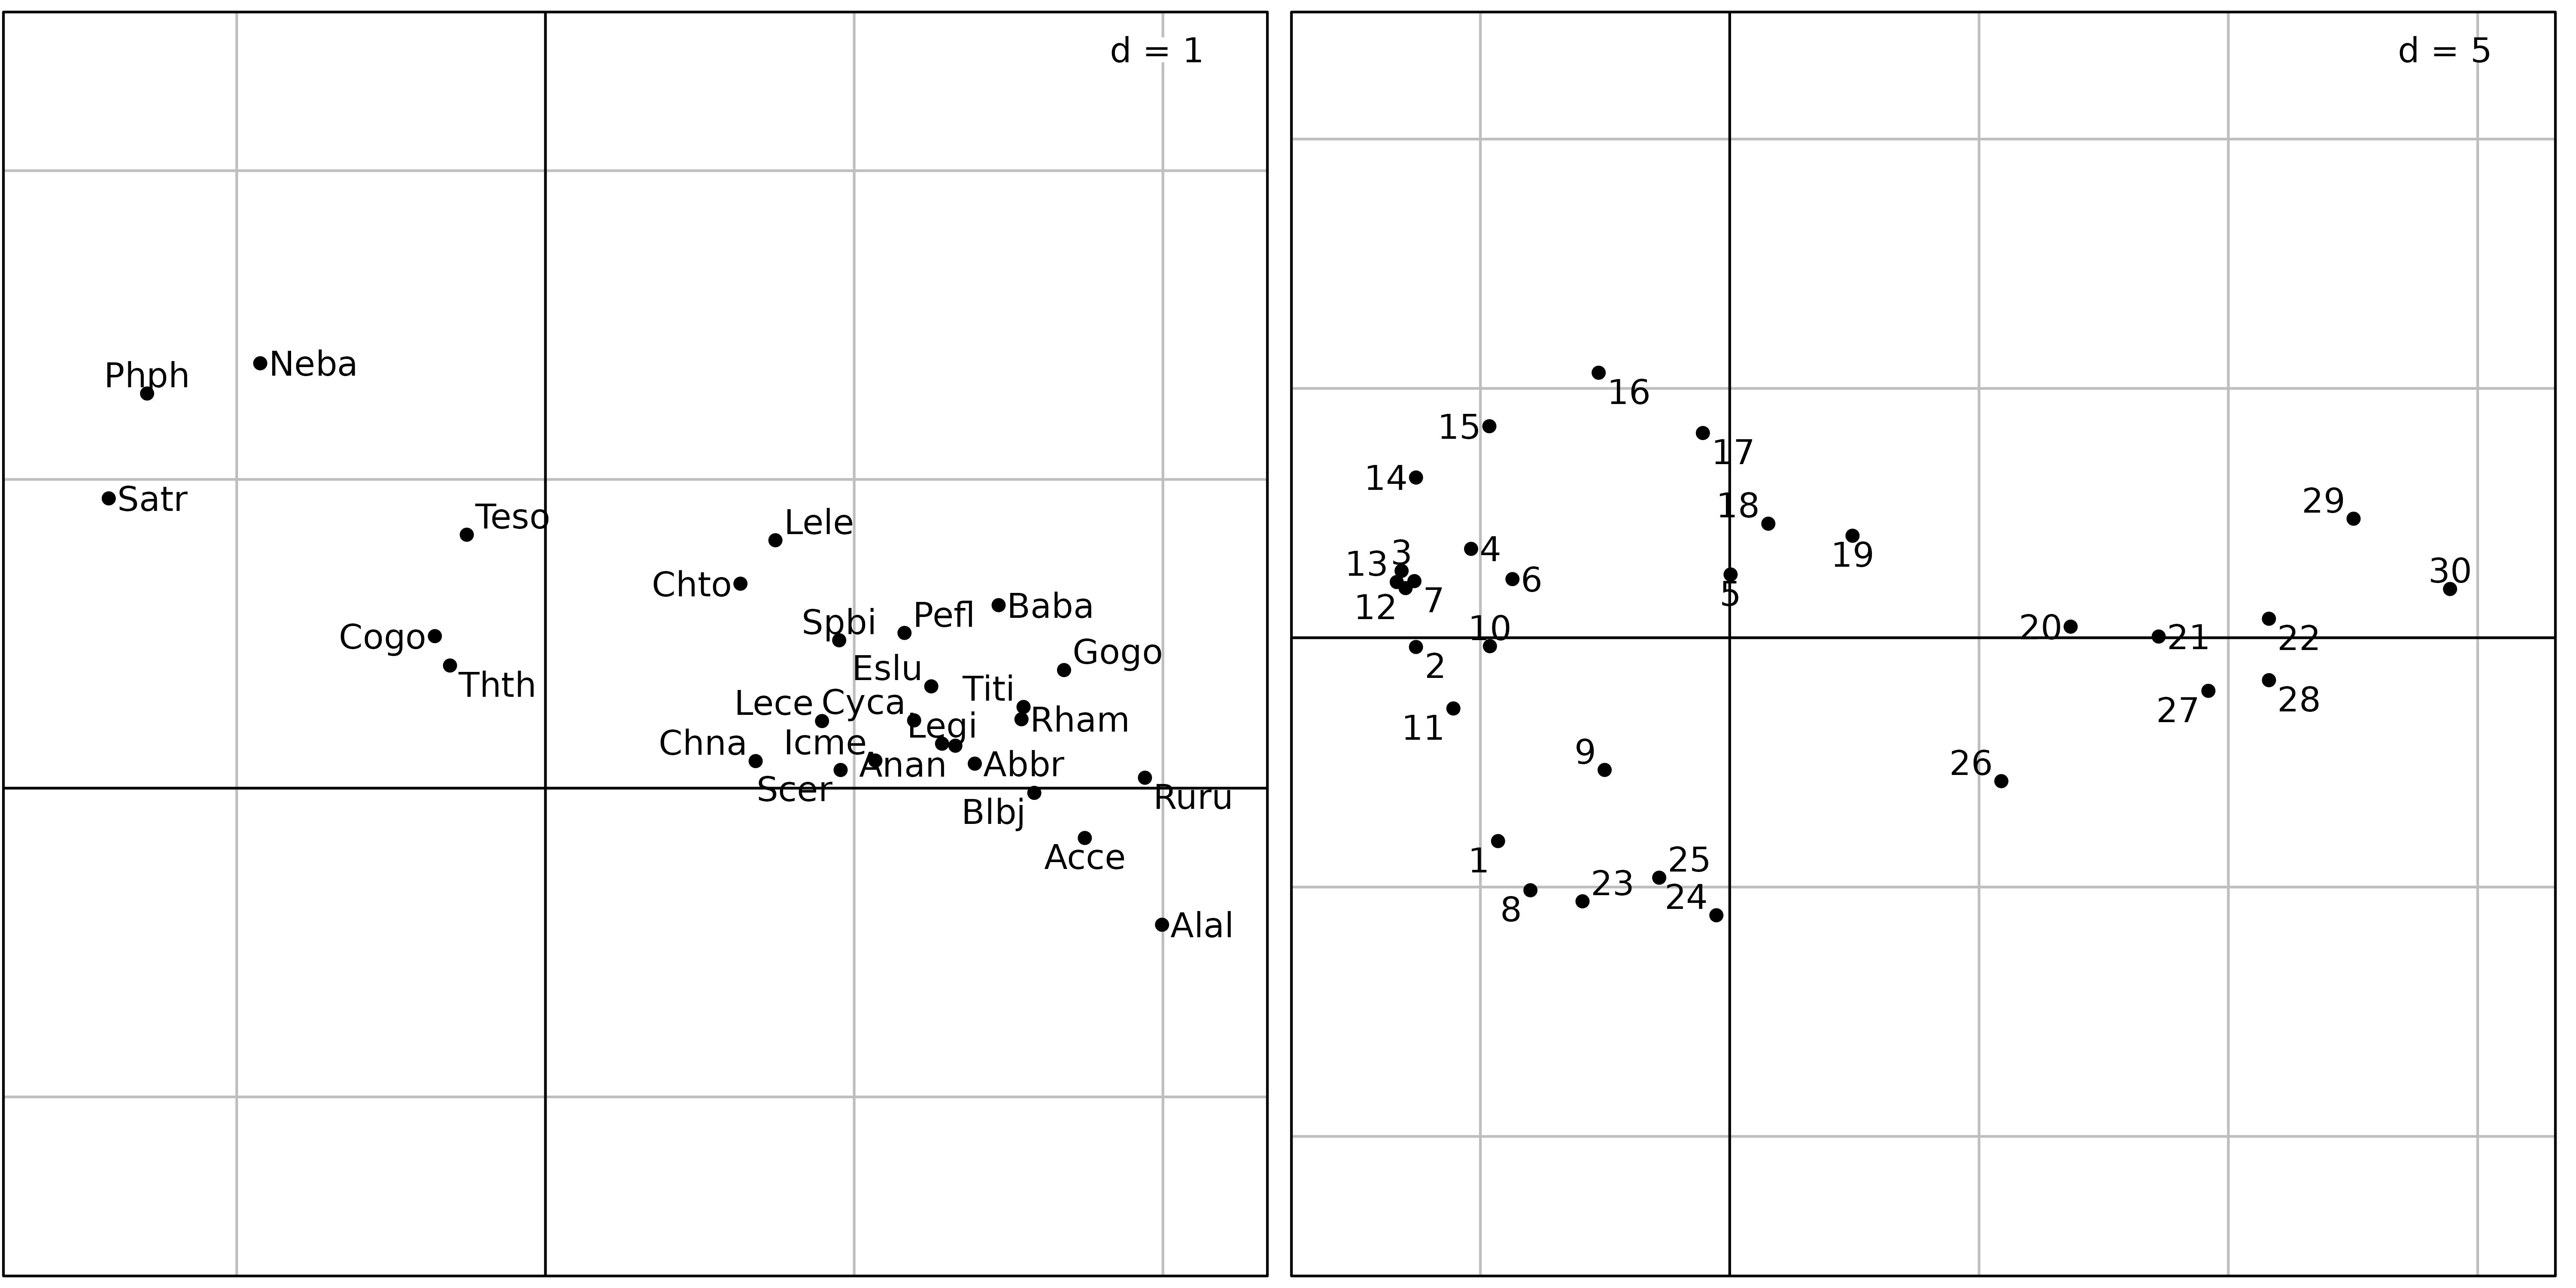 d = 1
Phph
Neba
Satr
Teso
Lele
Chto
Baba
Pefl
Spbi
Cogo
Gogo
Eslu
Thth
Titi
Lece
Cyca
Rham
Legi
Chna
Icme
Anan
Abbr
Scer
Ruru
Blbj
Acce
Alal
d = 5
16
15
17
14
29
18
4
3
19
13
30
6
5
7
12
10
20
21
22
2
28
27
11
9
26
1
25
23
24
8